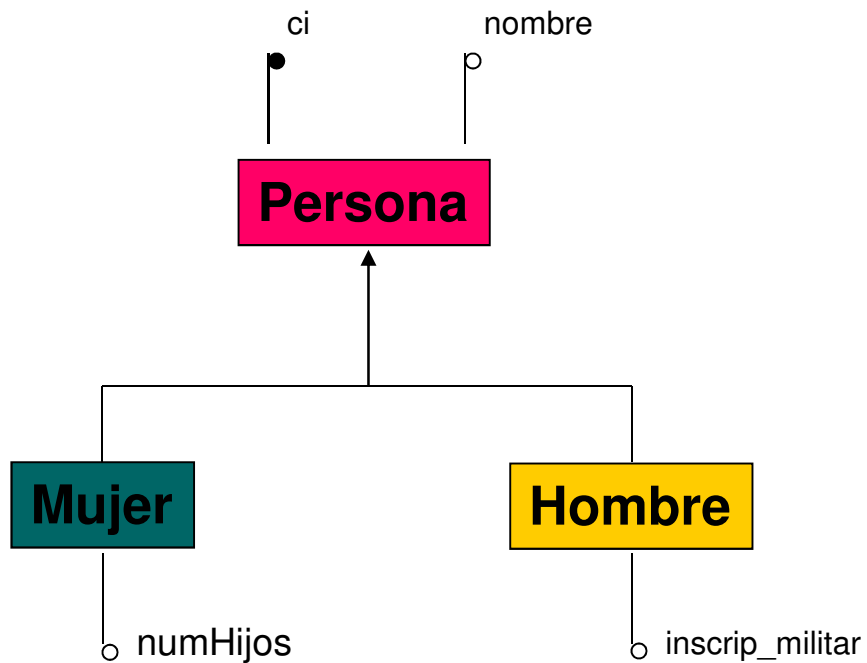 ci
nombre
Persona
Mujer
Hombre
numHijos
inscrip_militar